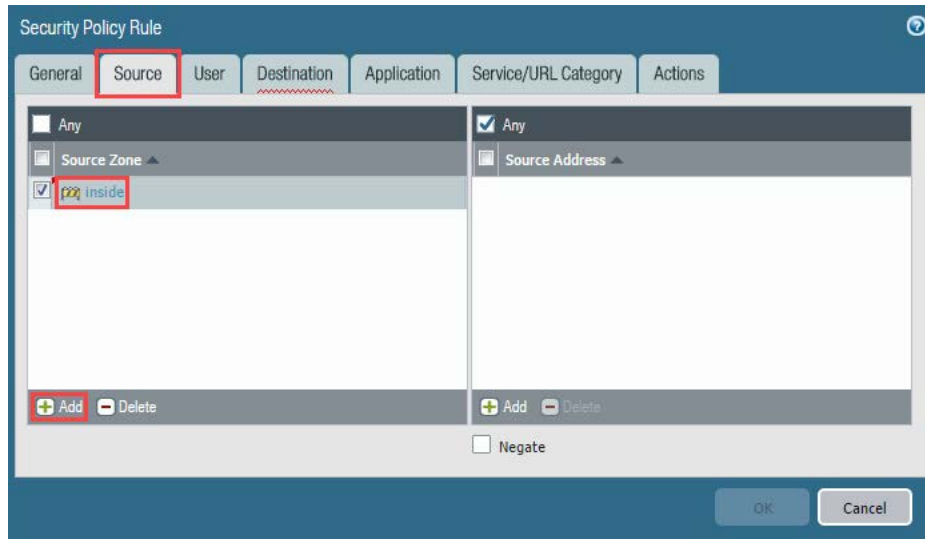 Security Policy Rule
General Source User Destination Application Service/URL Category Actions
Any
Source Zone
inside
Add Delete
Any
Source Address
Add Delete
Negate
OK Cancel